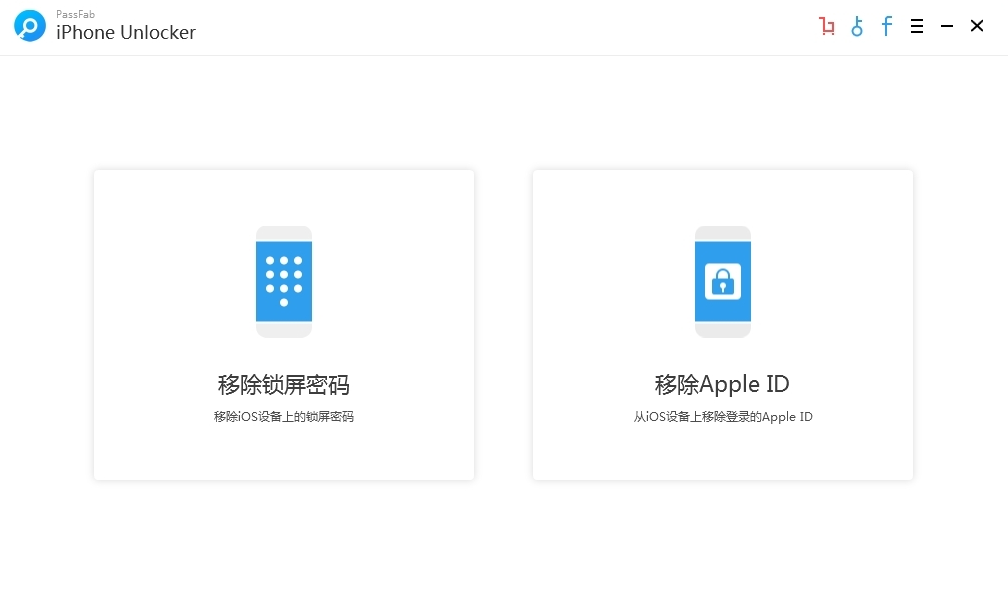 PassFab
iPhone Unlocker
移除锁屏密码
移除iOS设备上的锁屏密码
移除Apple ID
从iOS设备上移除登录的Apple ID